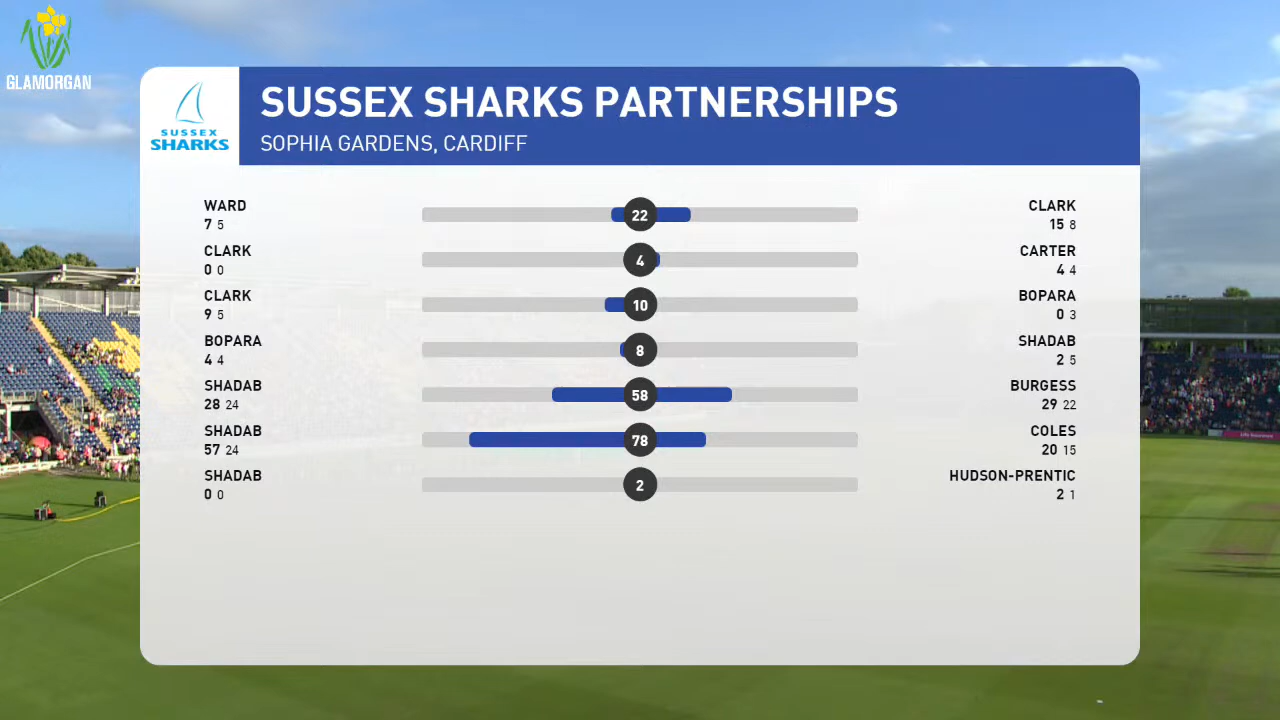 GLAMORGAN
SUSSEX
SHARKS
SUSSEX SHARKS PARTNERSHIPS
SOPHIA GARDENS, CARDIFF
WARD 22 CLARK
7 5 15 8
CLARK 4 CARTER
0 0 4 4
CLARK 10 BOPARA
9 5 0 3
BOPARA 8 SHADAB
4 4 2 5
SHADAB 58 BURGESS
28 24 29 22
SHADAB 78 COLES
57 24 20 15
SHADAB 2 HUDSON-PRENTIC
0 0 2 1